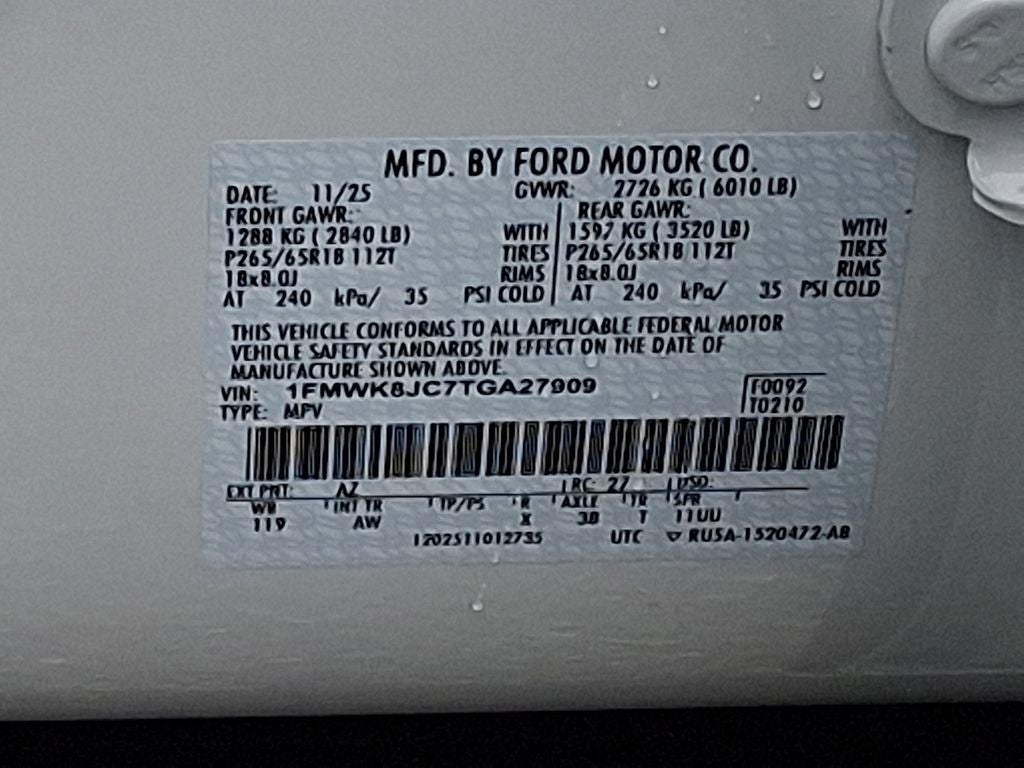 MFD. BY FORD MOTOR CO.
DATE: 11/25 GVWR: 2726 KG ( 6010 LB)
FRONT GAWR: REAR GAWR:
1288 KG ( 2840 LB) WITH 1597 KG ( 3520 LB) WITH
P265/65R18 112T TIRES P265/65R18 112T TIRES
18x8.0J RIMS 18x8.0J RIMS
AT 240 kPa/ 35 PSI COLD AT 240 kPa/ 35 PSI COLD
THIS VEHICLE CONFORMS TO ALL APPLICABLE FEDERAL MOTOR
VEHICLE SAFETY STANDARDS IN EFFECT ON THE DATE OF
MANUFACTURE SHOWN ABOVE.
VIN: 1FMWK8JC7TGA27909 F0092
TYPE: MPV T0210
EXT PNT: AZ RC: 27 DSO:
WB INT TR TP/PS R AXLE TR SPR
119 AW X 38 T 11UU
1202511012735 UTC ▽ RU5A-1520472-AB